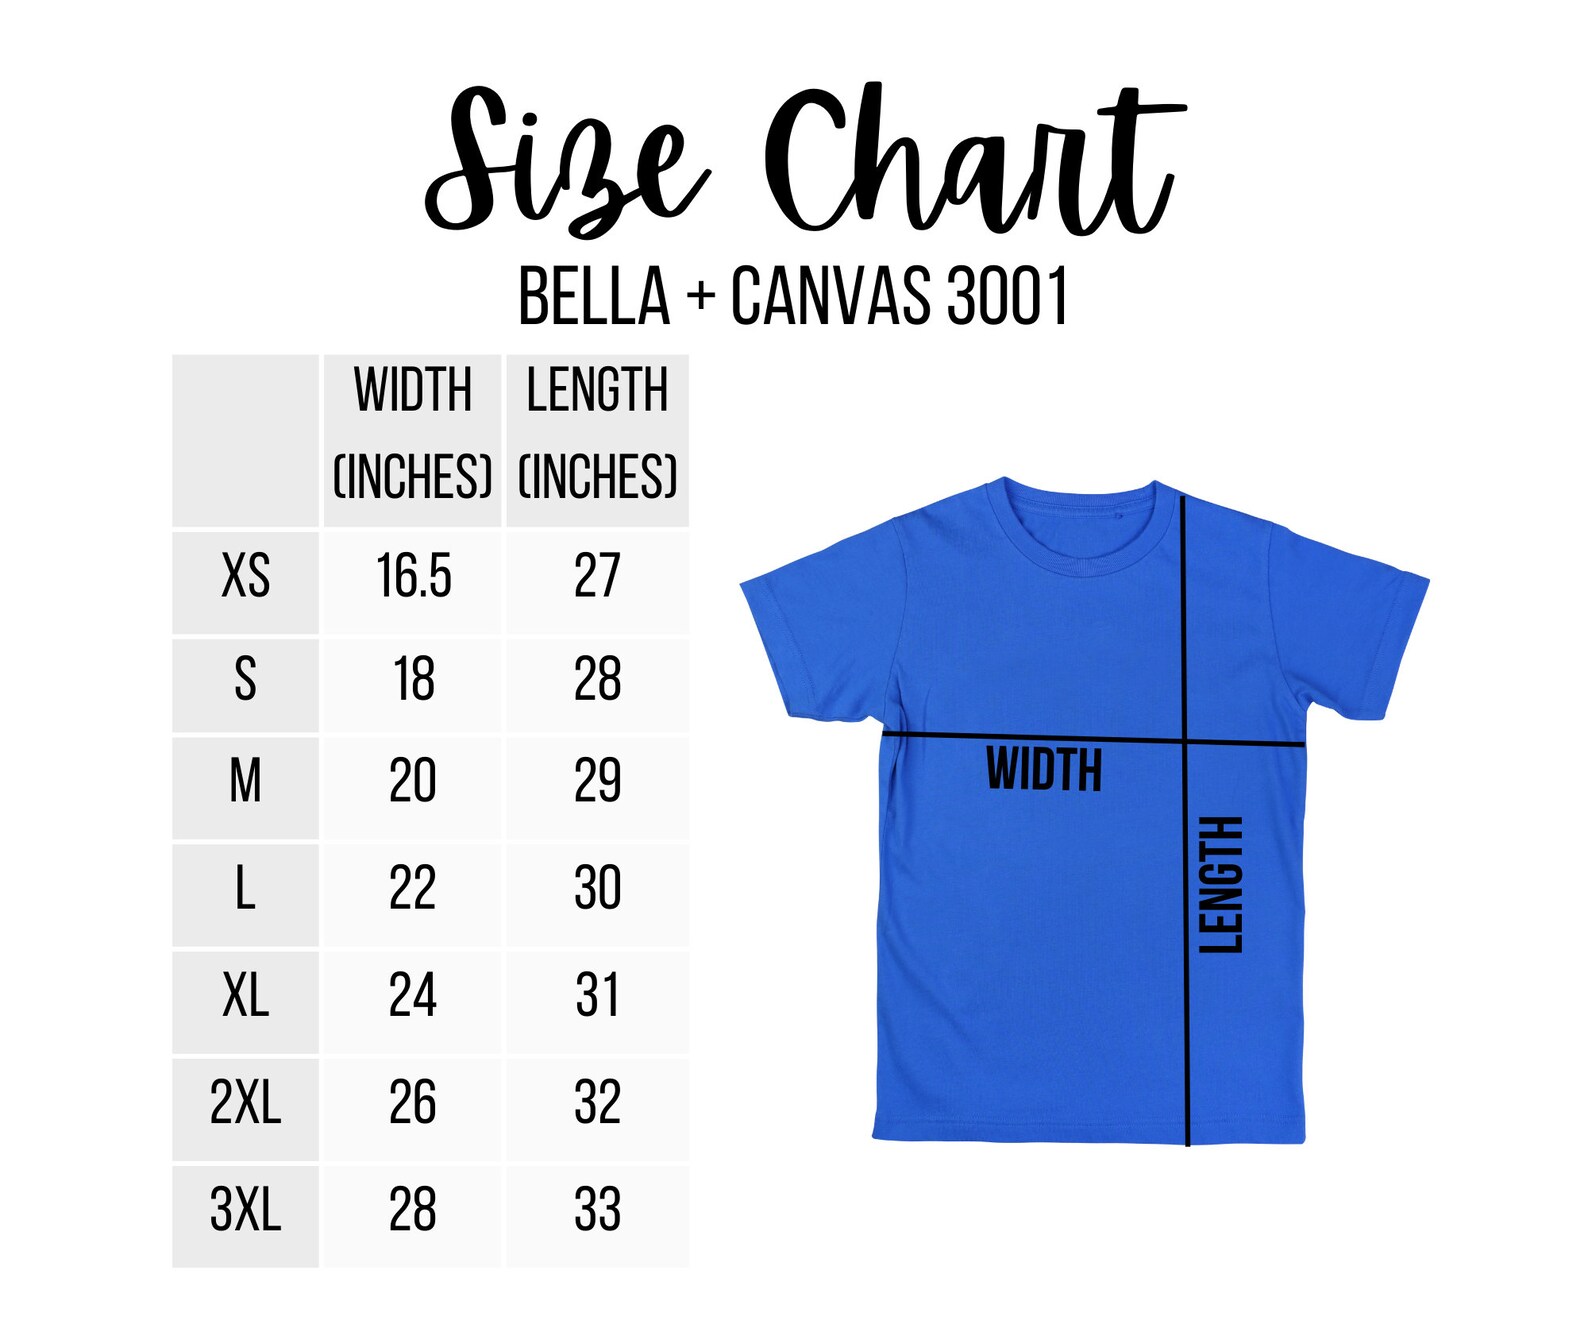 Size Chart
BELLA + CANVAS 3001
WIDTH LENGTH
(INCHES) (INCHES)
XS 16.5 27
S 18 28
M 20 29
L 22 30
XL 24 31
2XL 26 32
3XL 28 33
WIDTH
LENGTH